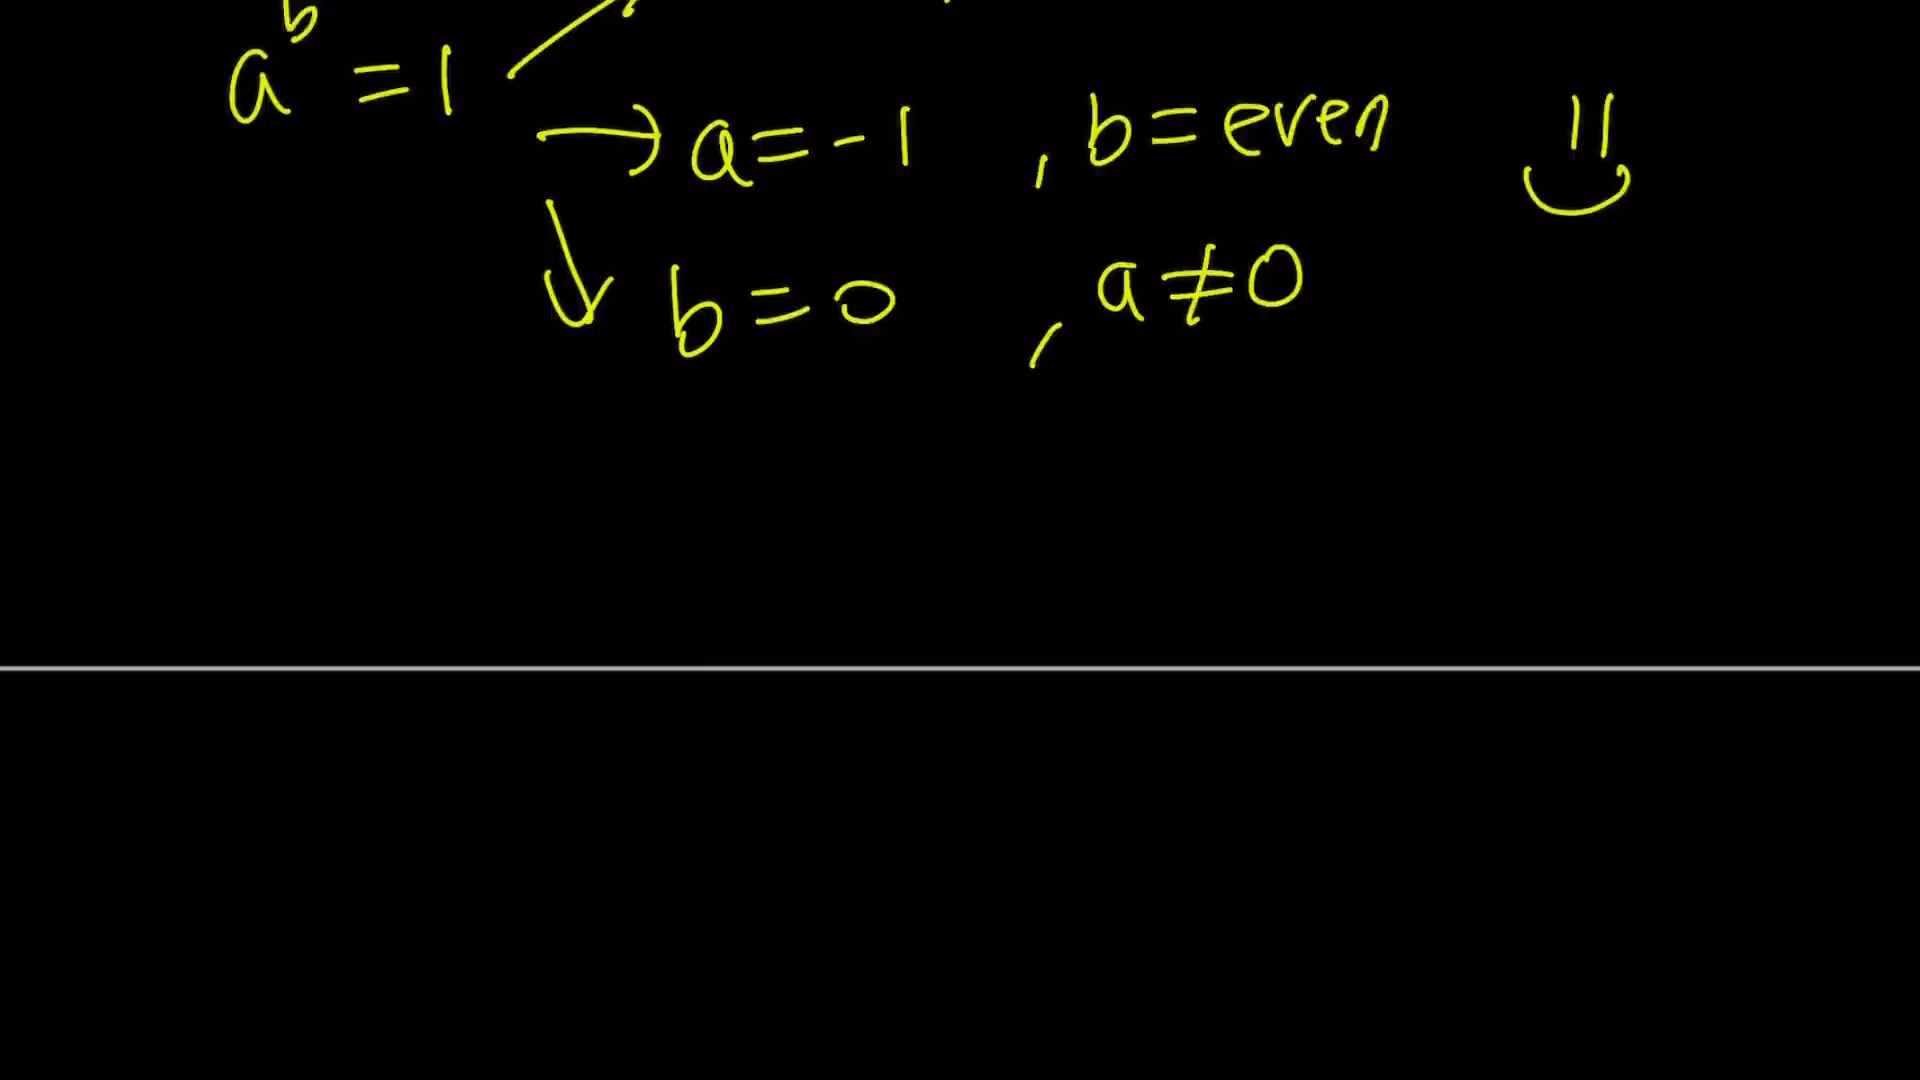 a^b = 1
→ a = -1 , b = even
↓ b = 0 , a ≠ 0